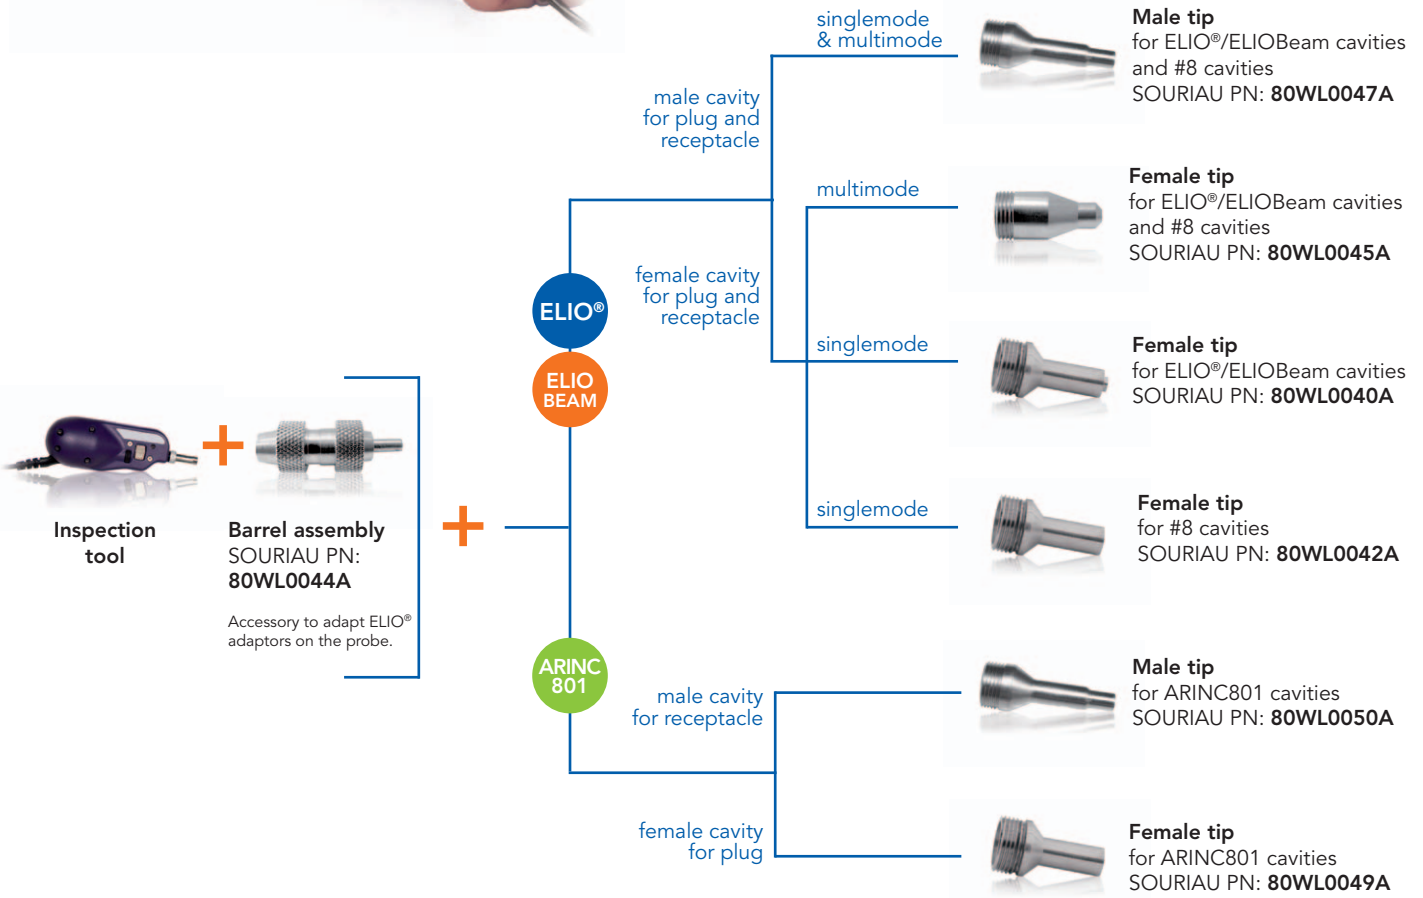 singlemode
& multimode
Male tip
for ELIO®/ELIOBeam cavities
and #8 cavities
SOURIAU PN: 80WL0047A
male cavity
for plug and
receptacle
multimode
Female tip
for ELIO®/ELIOBeam cavities
and #8 cavities
SOURIAU PN: 80WL0045A
female cavity
for plug and
receptacle
ELIO®
singlemode
Female tip
for ELIO®/ELIOBeam cavities
SOURIAU PN: 80WL0040A
ELIO
BEAM
Inspection
tool
Barrel assembly
SOURIAU PN:
80WL0044A
Accessory to adapt ELIO®
adaptors on the probe.
singlemode
Female tip
for #8 cavities
SOURIAU PN: 80WL0042A
ARINC
801
male cavity
for receptacle
Male tip
for ARINC801 cavities
SOURIAU PN: 80WL0050A
female cavity
for plug
Female tip
for ARINC801 cavities
SOURIAU PN: 80WL0049A